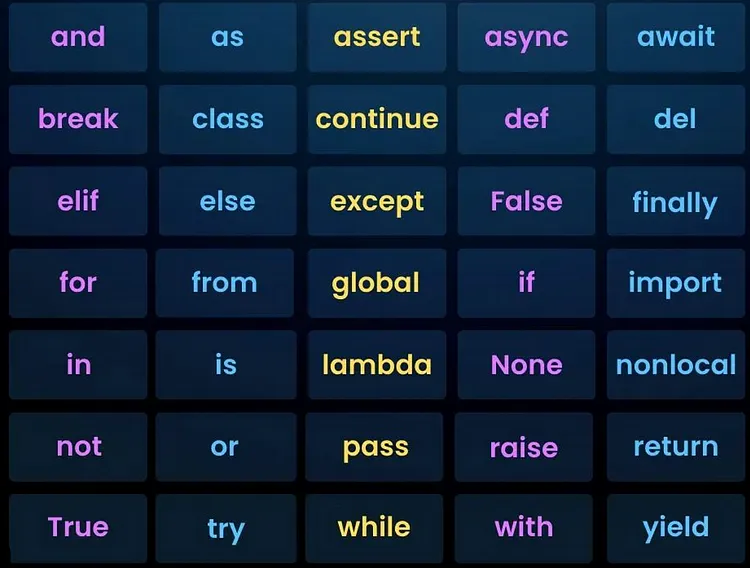 and as assert async await
break class continue def del
elif else except False finally
for from global if import
in is lambda None nonlocal
not or pass raise return
True try while with yield